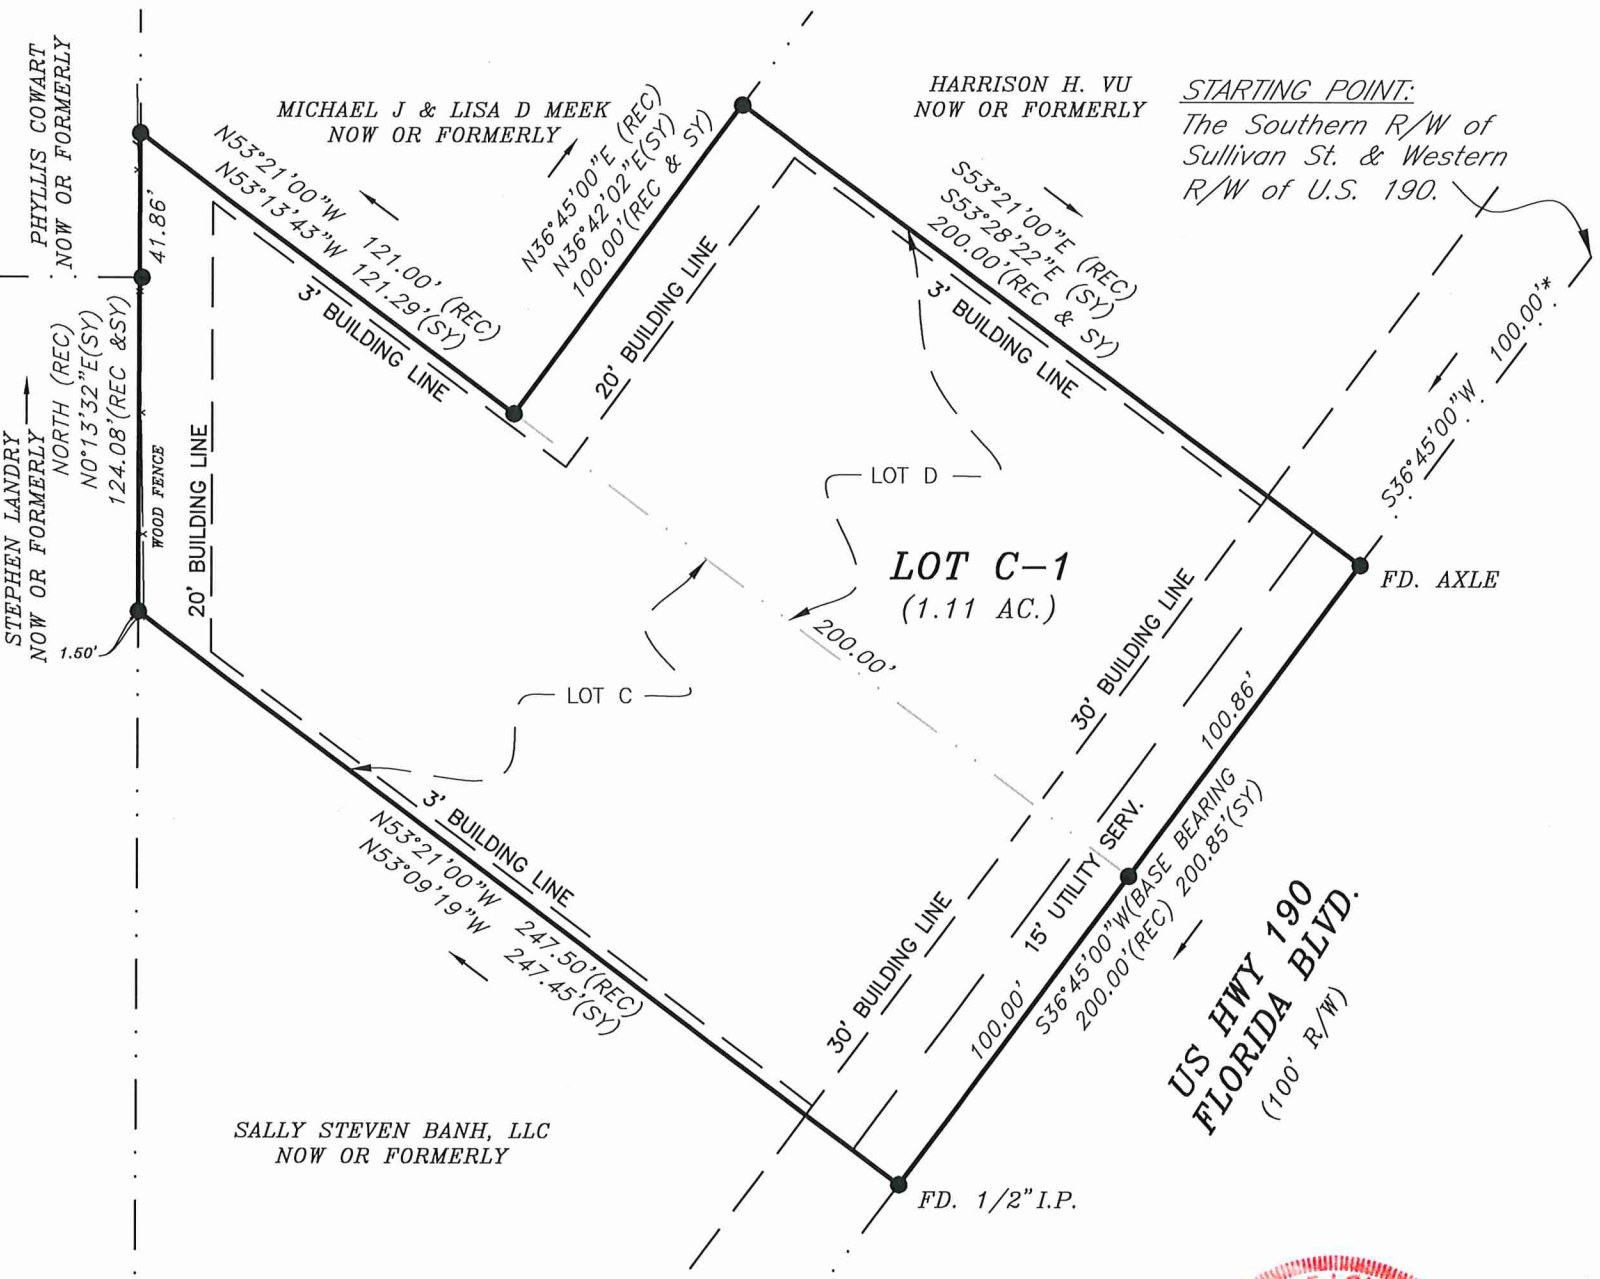 PHYLLIS COWART
NOW OR FORMERLY
MICHAEL J & LISA D MEEK
NOW OR FORMERLY
HARRISON H. VU
NOW OR FORMERLY
STARTING POINT:
The Southern R/W of
Sullivan St. & Western
R/W of U.S. 190.
41.86'
N53°21'00"W 121.00' (REC)
N53°13'43"W 121.29'(SY)
3' BUILDING LINE
N36°45'00"E (REC)
N36°42'02"E(SY)
100.00'(REC & SY)
20' BUILDING LINE
S53°21'00"E (REC)
S53°28'22"E (SY)
200.00'(REC & SY)
3' BUILDING LINE
S36°45'00"W 100.00'*
STEPHEN LANDRY
NOW OR FORMERLY
NORTH (REC)
N0°13'32"E(SY)
124.08'(REC &SY)
WOOD FENCE
20' BUILDING LINE
1.50'
LOT D
LOT C-1
(1.11 AC.)
200.00'
LOT C
FD. AXLE
30' BUILDING LINE
100.86'
15' UTILITY SERV.
S36°45'00"W(BASE BEARING
200.00'(REC) 200.85'(SY)
100.00'
30' BUILDING LINE
3' BUILDING LINE
N53°21'00"W 247.50'(REC)
N53°09'19"W 247.45'(SY)
US HWY 190
FLORIDA BLVD.
(100' R/W)
SALLY STEVEN BANH, LLC
NOW OR FORMERLY
FD. 1/2" I.P.